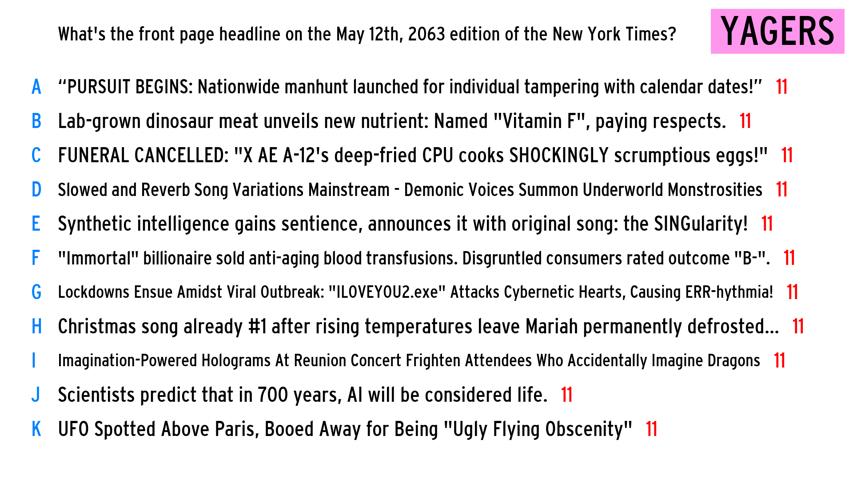 What's the front page headline on the May 12th, 2063 edition of the New York Times?
YAGERS
A “PURSUIT BEGINS: Nationwide manhunt launched for individual tampering with calendar dates!” 11
B Lab-grown dinosaur meat unveils new nutrient: Named "Vitamin F", paying respects. 11
C FUNERAL CANCELLED: "X AE A-12's deep-fried CPU cooks SHOCKINGLY scrumptious eggs!" 11
D Slowed and Reverb Song Variations Mainstream - Demonic Voices Summon Underworld Monstrosities 11
E Synthetic intelligence gains sentience, announces it with original song: the SINGularity! 11
F "Immortal" billionaire sold anti-aging blood transfusions. Disgruntled consumers rated outcome "B-". 11
G Lockdowns Ensue Amidst Viral Outbreak: "ILOVEYOU2.exe" Attacks Cybernetic Hearts, Causing ERR-hythmia! 11
H Christmas song already #1 after rising temperatures leave Mariah permanently defrosted... 11
I Imagination-Powered Holograms At Reunion Concert Frighten Attendees Who Accidentally Imagine Dragons 11
J Scientists predict that in 700 years, AI will be considered life. 11
K UFO Spotted Above Paris, Booed Away for Being "Ugly Flying Obscenity" 11